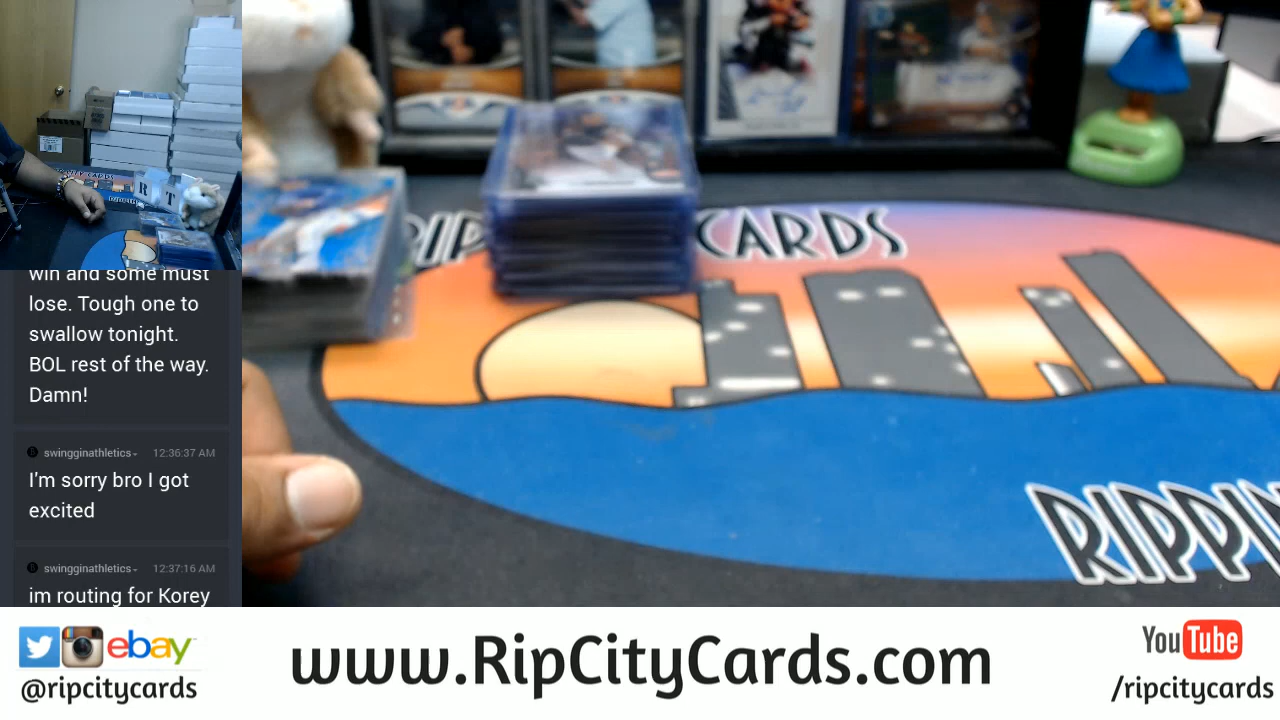 win and some must
lose. Tough one to
swallow tonight.
BOL rest of the way.
Damn!
swingginathletics
12:36:37 AM
I'm sorry bro I got
excited
swingginathletics
12:37:16 AM
im routing for Korey
RIP
CARDS
RIPPIN
R T
ebay
@ripcitycards
www.RipCityCards.com
YouTube
/ripcitycards